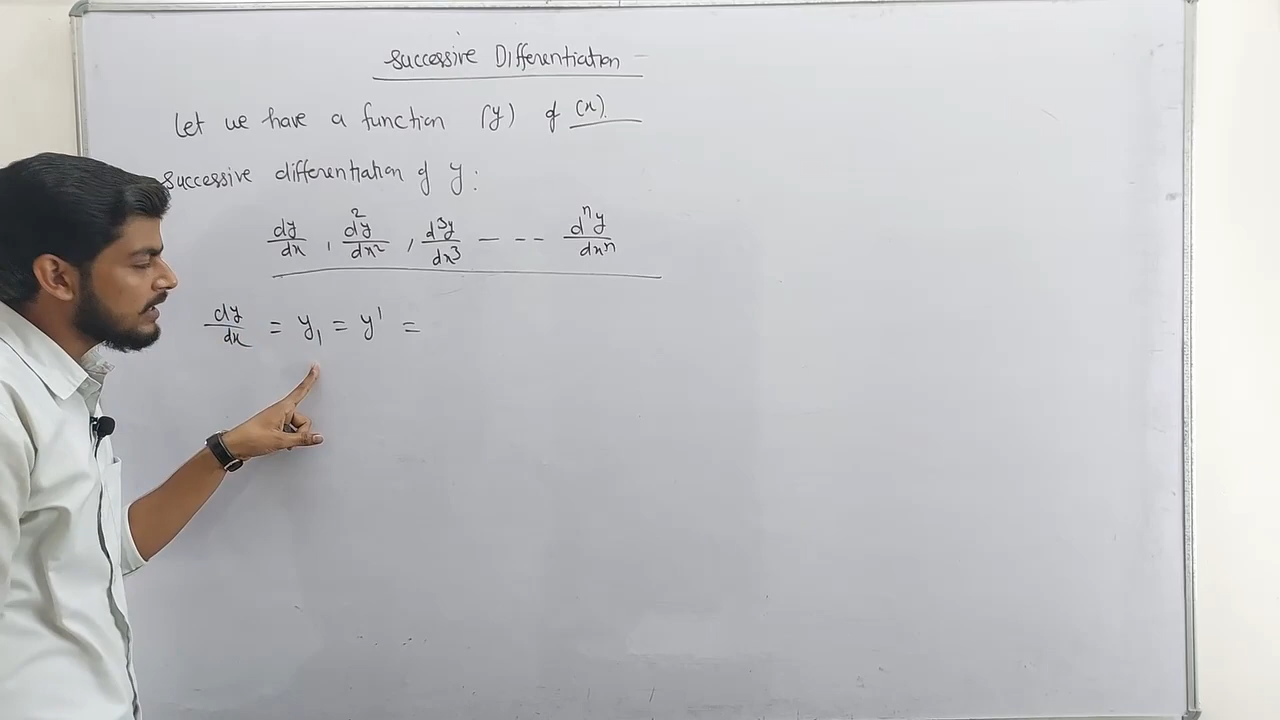 Successive Differentiation -
Let we have a function (y) of (x).
Successive differentiation of y:
dy/dx , d²y/dx² , d³y/dx³ ---- dⁿy/dxⁿ
dy/dx = y₁ = y' =